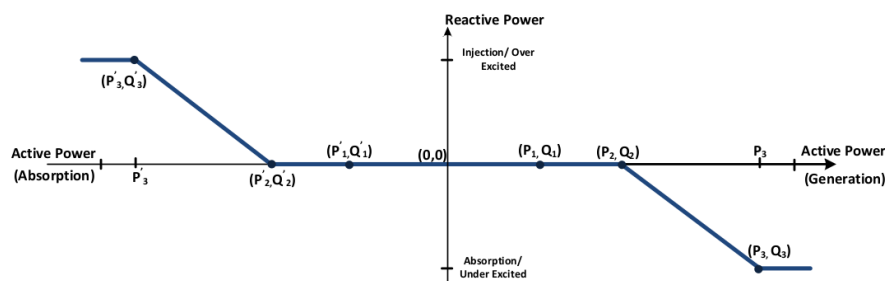 Reactive Power
Injection/ Over
Excited
(P'3,Q'3)
(P'1,Q'1)
(0,0)
(P1, Q1)
(P2, Q2)
P3
Active Power
(Absorption)
P'3
(P'2,Q'2)
Active Power
(Generation)
(P3, Q3)
Absorption/
Under Excited